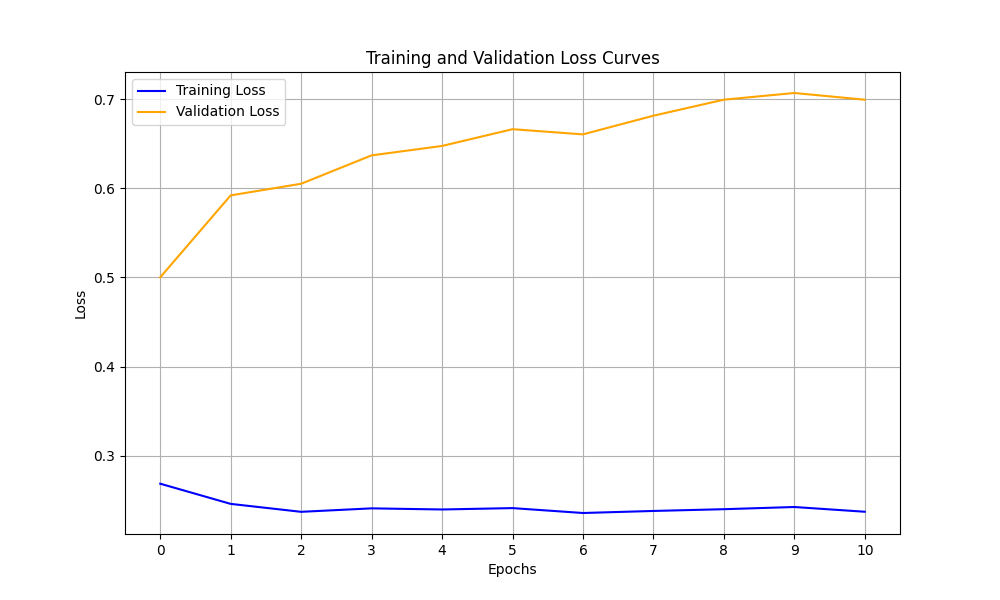 Training and Validation Loss Curves
Training Loss
Validation Loss
0.7
0.6
0.5
0.4
0.3
Loss
0 1 2 3 4 5 6 7 8 9 10
Epochs